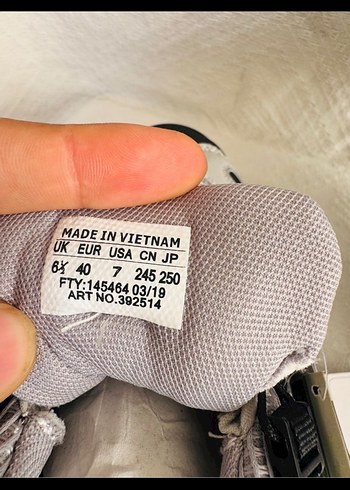 MADE IN VIETNAM
UK EUR USA CN JP
6½ 40 7 245 250
FTY:145464 03/19
ART NO.392514